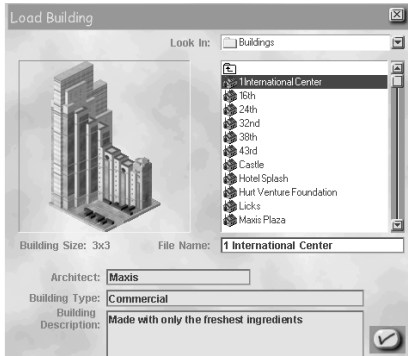 Load Building
Look In: Buildings
1 International Center
16th
24th
32nd
38th
43rd
Castle
Hotel Splash
Hurt Venture Foundation
Licks
Maxis Plaza
Building Size: 3x3
File Name: 1 International Center
Architect: Maxis
Building Type: Commercial
Building
Description: Made with only the freshest ingredients